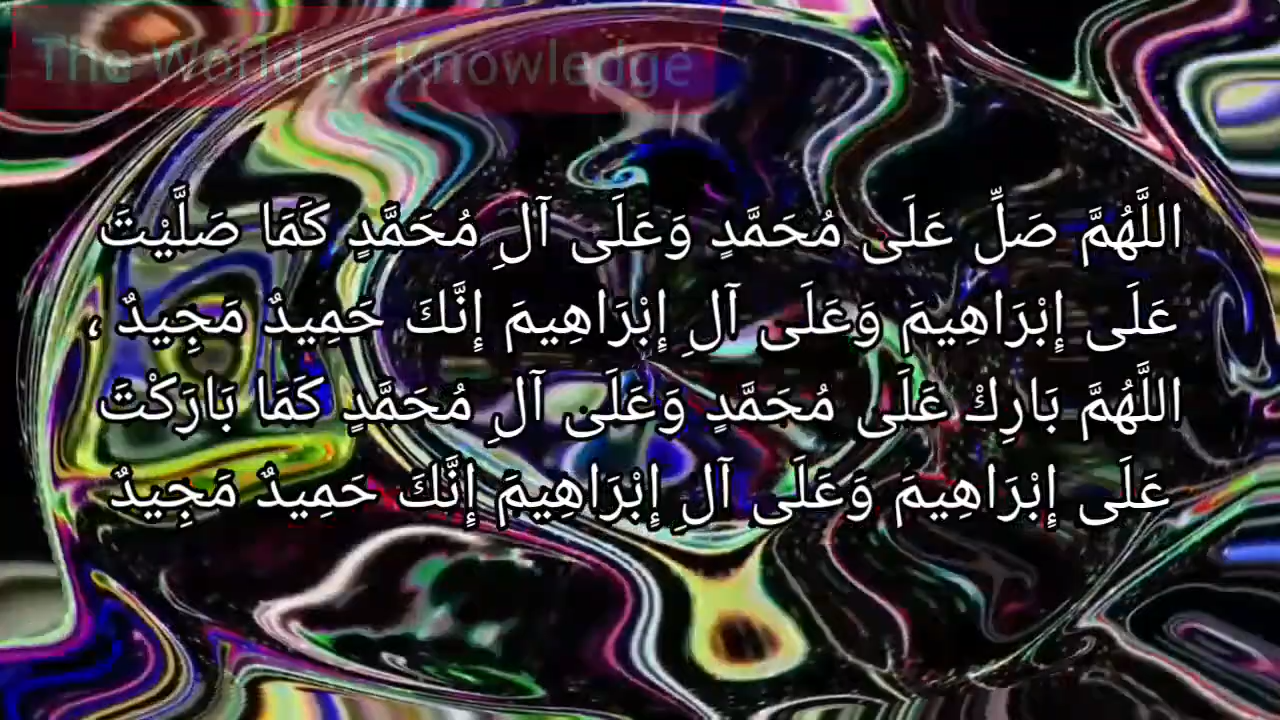 The World of Knowledge
اللَّهُمَّ صَلِّ عَلَى مُحَمَّدٍ وَعَلَى آلِ مُحَمَّدٍ كَمَا صَلَّيْتَ
عَلَى إِبْرَاهِيمَ وَعَلَى آلِ إِبْرَاهِيمَ إِنَّكَ حَمِيدٌ مَجِيدٌ ،
اللَّهُمَّ بَارِكْ عَلَى مُحَمَّدٍ وَعَلَى آلِ مُحَمَّدٍ كَمَا بَارَكْتَ
عَلَى إِبْرَاهِيمَ وَعَلَى آلِ إِبْرَاهِيمَ إِنَّكَ حَمِيدٌ مَجِيدٌ